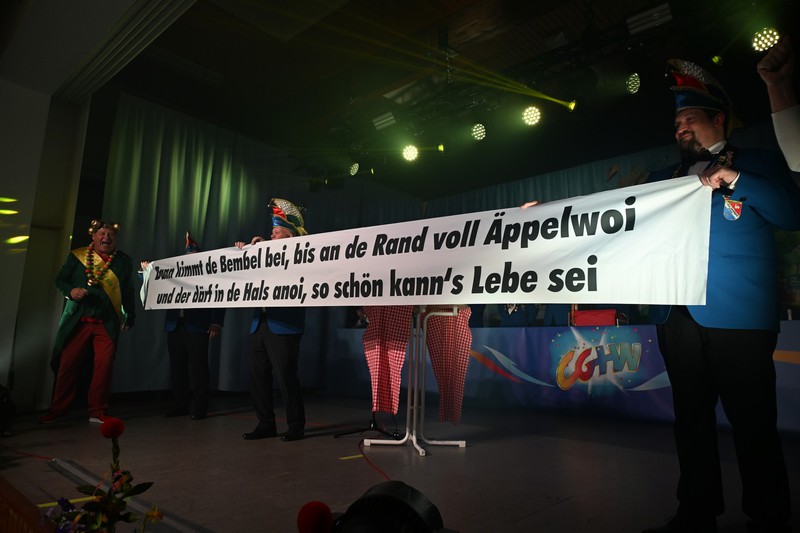 kimmt de Bembel bei, bis an de Rand voll Äppelwoi
und der därf in de Hals anoi, so schön kann's Lebe sei
CGHW